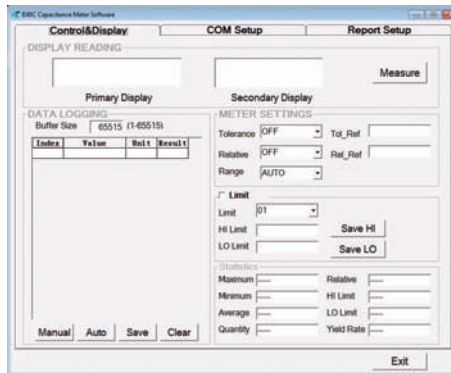 EXEC Capacitance Meter Software
Control&Display COM Setup Report Setup
DISPLAY READING
Measure
Primary Display Secondary Display
DATA LOGGING
Buffer Size 65515 (1-65515)
Index Value Unit Result
Manual Auto Save Clear
METER SETTINGS
Tolerance OFF Tol_Ref
Relative OFF Rel_Ref
Range AUTO
Limit
Limit 01
HI Limit Save HI
LO Limit Save LO
Statistics
Maximum ---- Relative ----
Minimum ---- HI Limit ----
Average ---- LO Limit ----
Quantity ---- Yield Rate ----
Exit